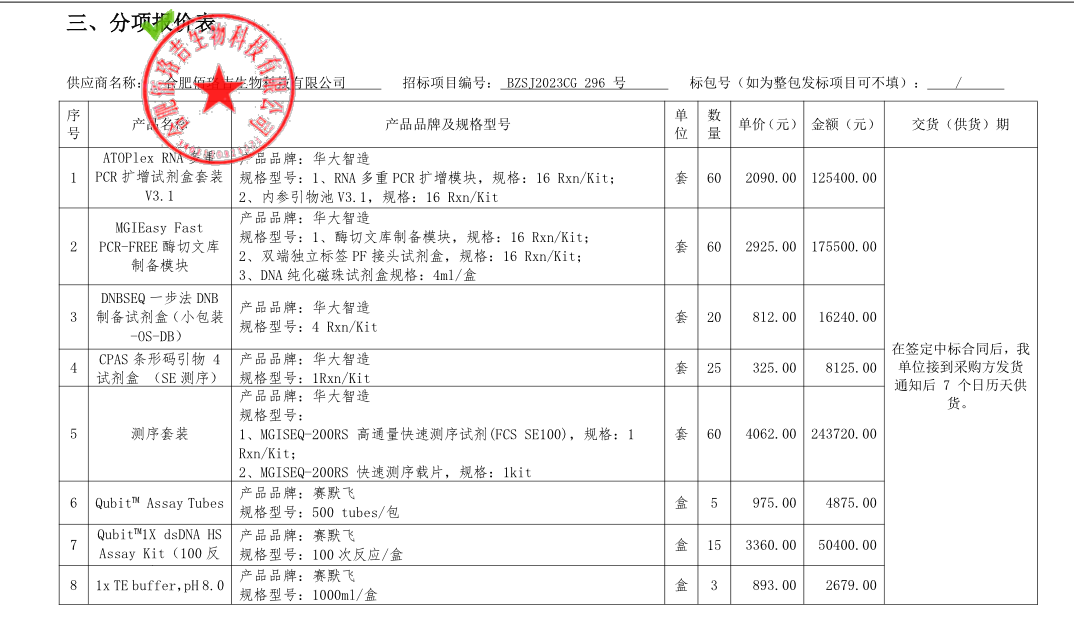 三、分项报价表
供应商名称： 合肥佰珞吉生物科技有限公司 招标项目编号： BZSJ2023CG 296 号 标包号（如为整包发标项目可不填）： /
序号 产品名称 产品品牌及规格型号 单位 数量 单价（元） 金额（元） 交货（供货）期
1 ATOPlex RNA 多重 PCR 扩增试剂盒套装 V3.1 产品品牌：华大智造
规格型号：1、RNA 多重 PCR 扩增模块，规格：16 Rxn/Kit；
2、内参引物池 V3.1，规格：16 Rxn/Kit
套 60 2090.00 125400.00
2 MGIEasy Fast PCR-FREE 酶切文库制备模块 产品品牌：华大智造
规格型号：1、酶切文库制备模块，规格：16 Rxn/Kit；
2、双端独立标签 PF 接头试剂盒，规格：16 Rxn/Kit；
3、DNA 纯化磁珠试剂盒规格：4ml/盒
套 60 2925.00 175500.00
3 DNBSEQ 一步法 DNB 制备试剂盒（小包装-OS-DB） 产品品牌：华大智造
规格型号：4 Rxn/Kit
套 20 812.00 16240.00
4 CPAS 条形码引物 4 试剂盒 （SE 测序） 产品品牌：华大智造
规格型号：1Rxn/Kit
套 25 325.00 8125.00
5 测序套装 产品品牌：华大智造
规格型号：
1、MGISEQ-200RS 高通量快速测序试剂(FCS SE100)，规格：1
Rxn/Kit；
2、MGISEQ-200RS 快速测序载片，规格：1kit
套 60 4062.00 243720.00
6 Qubit™ Assay Tubes 产品品牌：赛默飞
规格型号：500 tubes/包
盒 5 975.00 4875.00
7 Qubit™1X dsDNA HS Assay Kit（100 反 产品品牌：赛默飞
规格型号：100 次反应/盒
盒 15 3360.00 50400.00
8 1x TE buffer,pH 8.0 产品品牌：赛默飞
规格型号：1000ml/盒
盒 3 893.00 2679.00
在签定中标合同后，我
单位接到采购方发货
通知后 7 个日历天供
货。
合肥佰珞吉生物科技有限公司